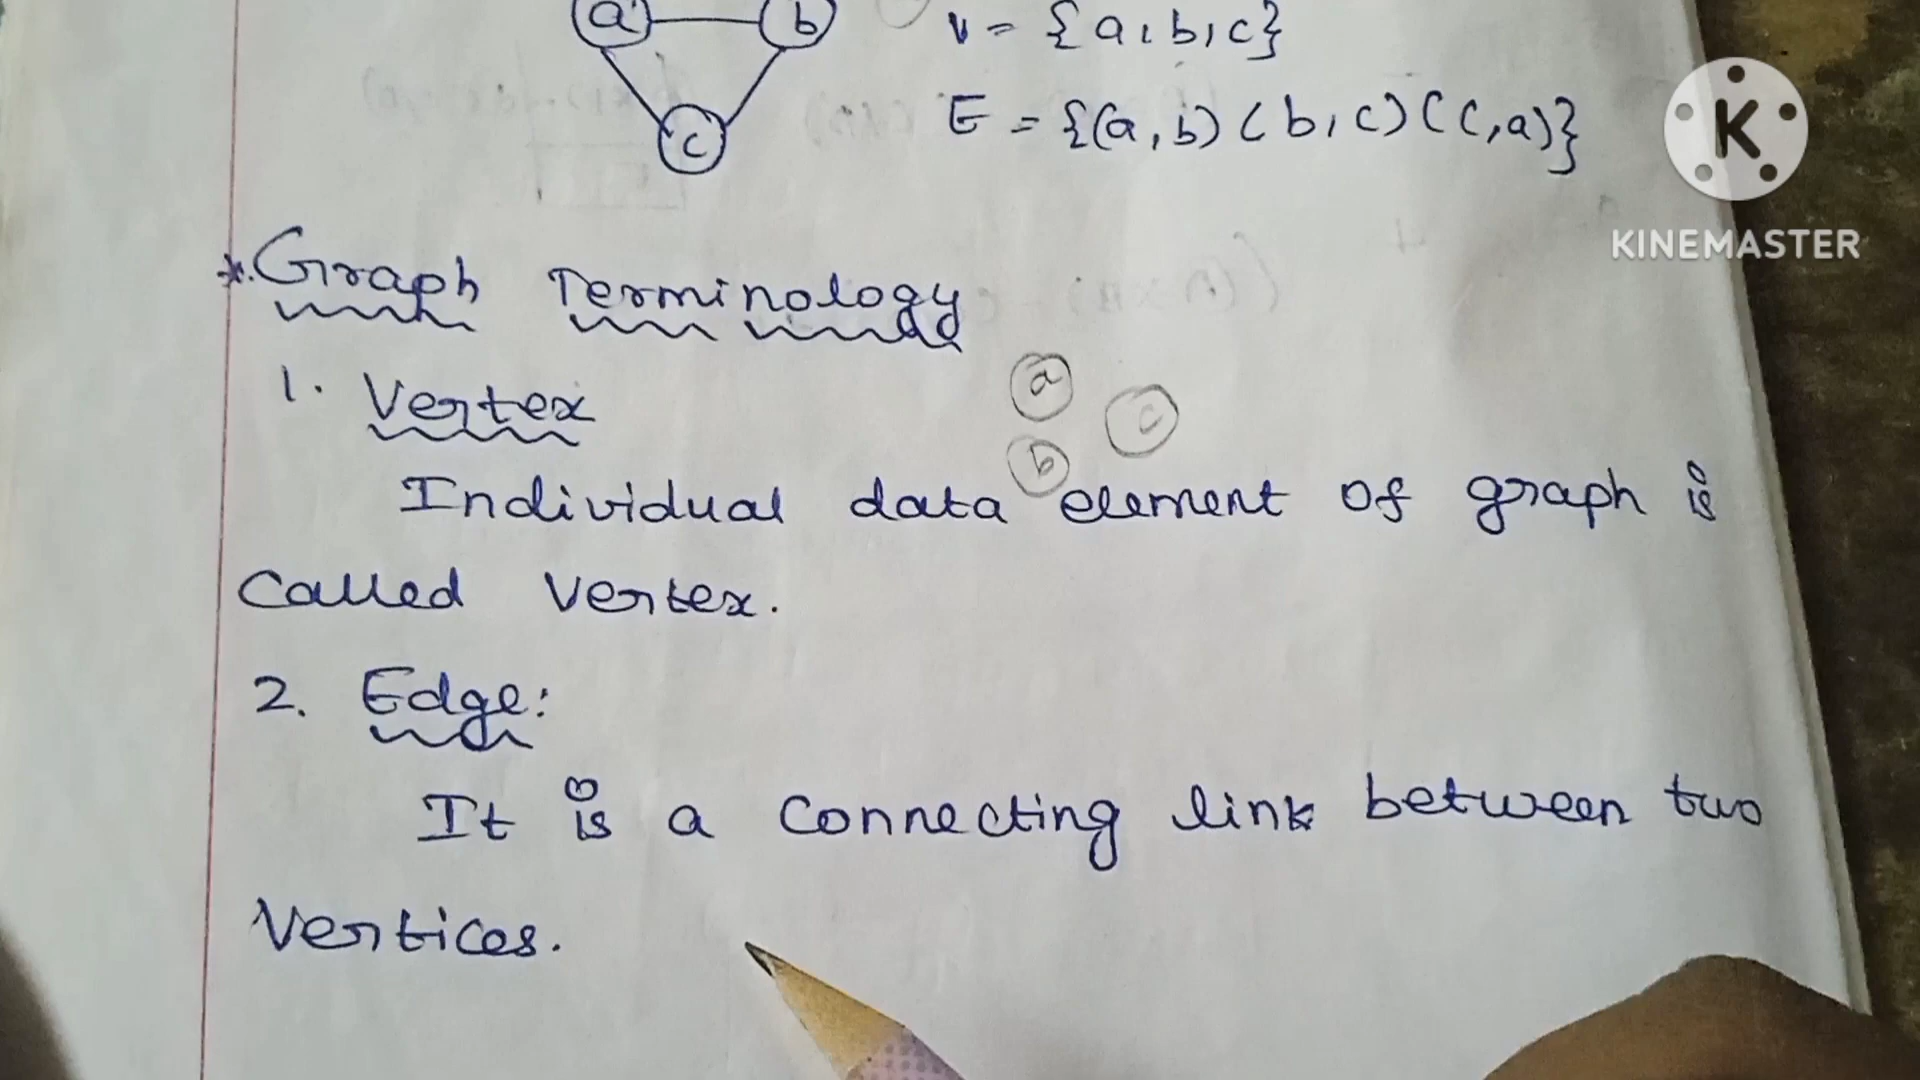 a b V = {a, b, c}
c E = {(a, b) (b, c) (c, a)}
K
KINEMASTER
*. Graph Terminology
1. Vertex
a c
b
Individual data element of graph is
called vertex.
2. Edge:
It is a connecting link between two
vertices.